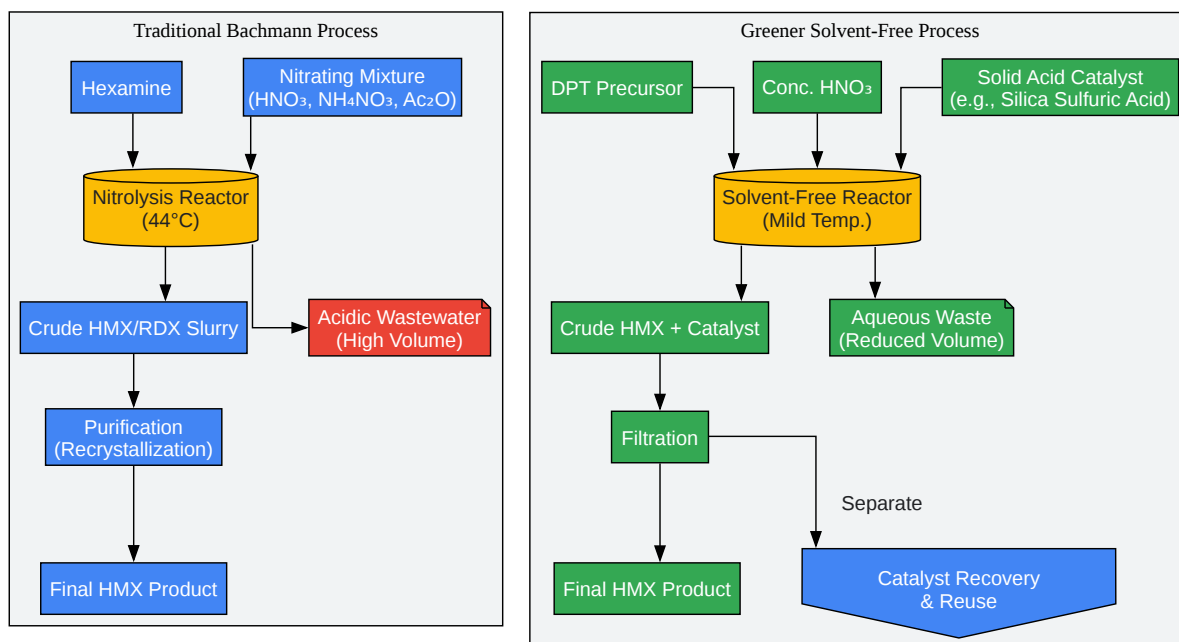 Traditional Bachmann Process
Hexamine
Nitrating Mixture
(HNO₃, NH₄NO₃, Ac₂O)
Nitrolysis Reactor
(44°C)
Crude HMX/RDX Slurry
Acidic Wastewater
(High Volume)
Purification
(Recrystallization)
Final HMX Product
Greener Solvent-Free Process
DPT Precursor
Conc. HNO₃
Solid Acid Catalyst
(e.g., Silica Sulfuric Acid)
Solvent-Free Reactor
(Mild Temp.)
Crude HMX + Catalyst
Aqueous Waste
(Reduced Volume)
Filtration
Separate
Final HMX Product
Catalyst Recovery
& Reuse